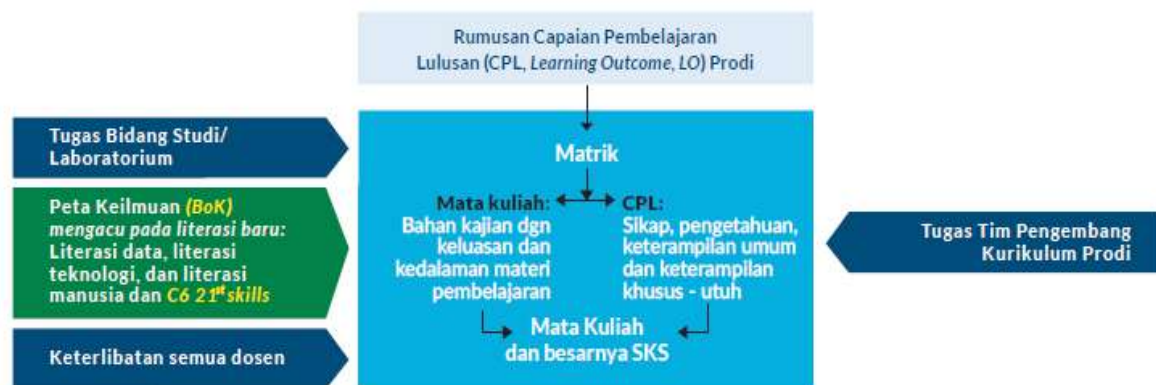 Rumusan Capaian Pembelajaran
Lulusan (CPL, Learning Outcome, LO) Prodi
Tugas Bidang Studi/
Laboratorium
Peta Keilmuan (BoK)
mengacu pada literasi baru:
Literasi data, literasi
teknologi, dan literasi
manusia dan C6 21st skills
Keterlibatan semua dosen
Matrik
Mata kuliah:
Bahan kajian dgn
keluasan dan
kedalaman materi
pembelajaran
CPL:
Sikap, pengetahuan,
keterampilan umum
dan keterampilan
khusus - utuh
Mata Kuliah
dan besarnya SKS
Tugas Tim Pengembang
Kurikulum Prodi